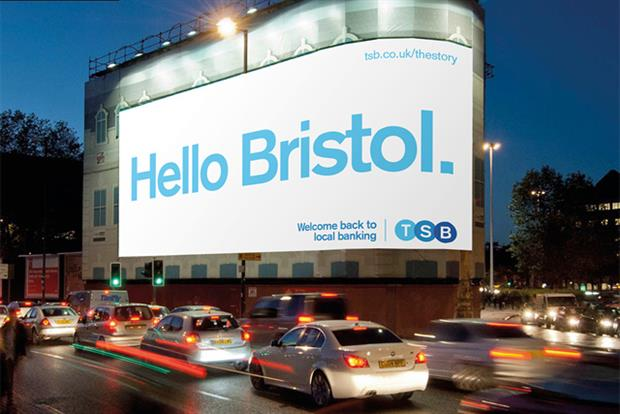 tsb.co.uk/thestory
Hello Bristol.
Welcome back to
local banking
TSB